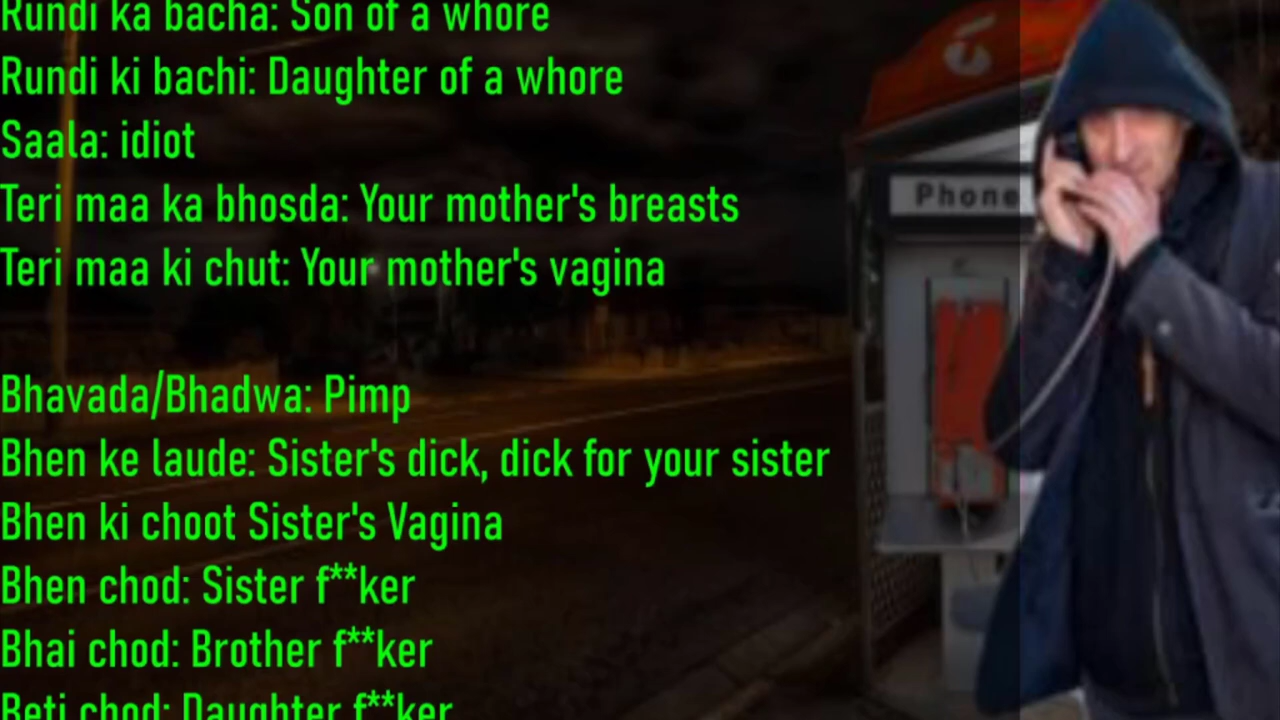 Rundi ka bacha: Son of a whore
Rundi ki bachi: Daughter of a whore
Saala: idiot
Teri maa ka bhosda: Your mother's breasts
Teri maa ki chut: Your mother's vagina
Phone
Bhavada/Bhadwa: Pimp
Bhen ke laude: Sister's dick, dick for your sister
Bhen ki choot Sister's Vagina
Bhen chod: Sister f**ker
Bhai chod: Brother f**ker
Beti chod: Daughter f**ker